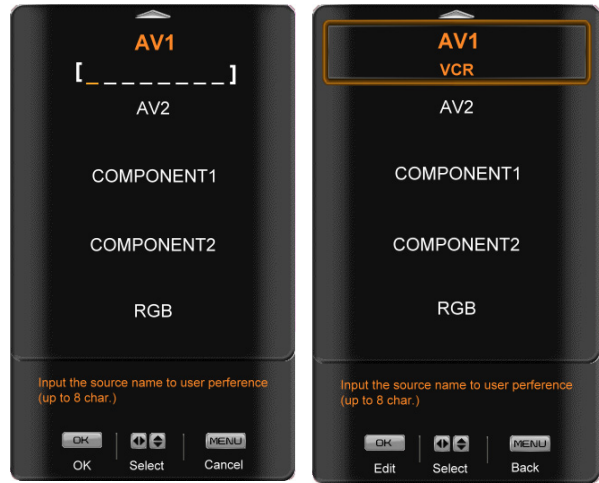 AV1
[_ _ _ _ _ _ _ _]
AV2
COMPONENT1
COMPONENT2
RGB
Input the source name to user perference
(up to 8 char.)
OK MENU
OK Select Cancel
AV1
VCR
AV2
COMPONENT1
COMPONENT2
RGB
Input the source name to user perference
(up to 8 char.)
OK MENU
Edit Select Back